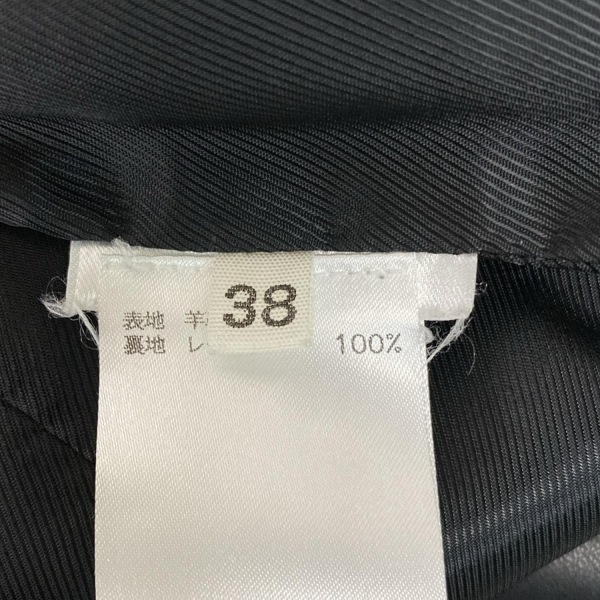 38
表地 羊
裏地 レ 100%